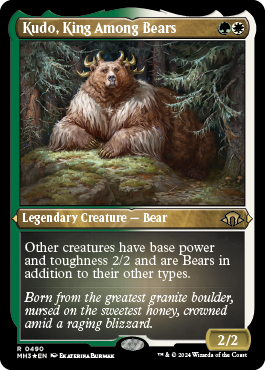 Kudo, King Among Bears
Legendary Creature — Bear
Other creatures have base power
and toughness 2/2 and are Bears in
addition to their other types.
Born from the greatest granite boulder,
nursed on the sweetest honey, crowned
amid a raging blizzard.
2/2
R 0490
MH3 ★ EN EKATERINA BURMAK
™ & © 2024 Wizards of the Coast